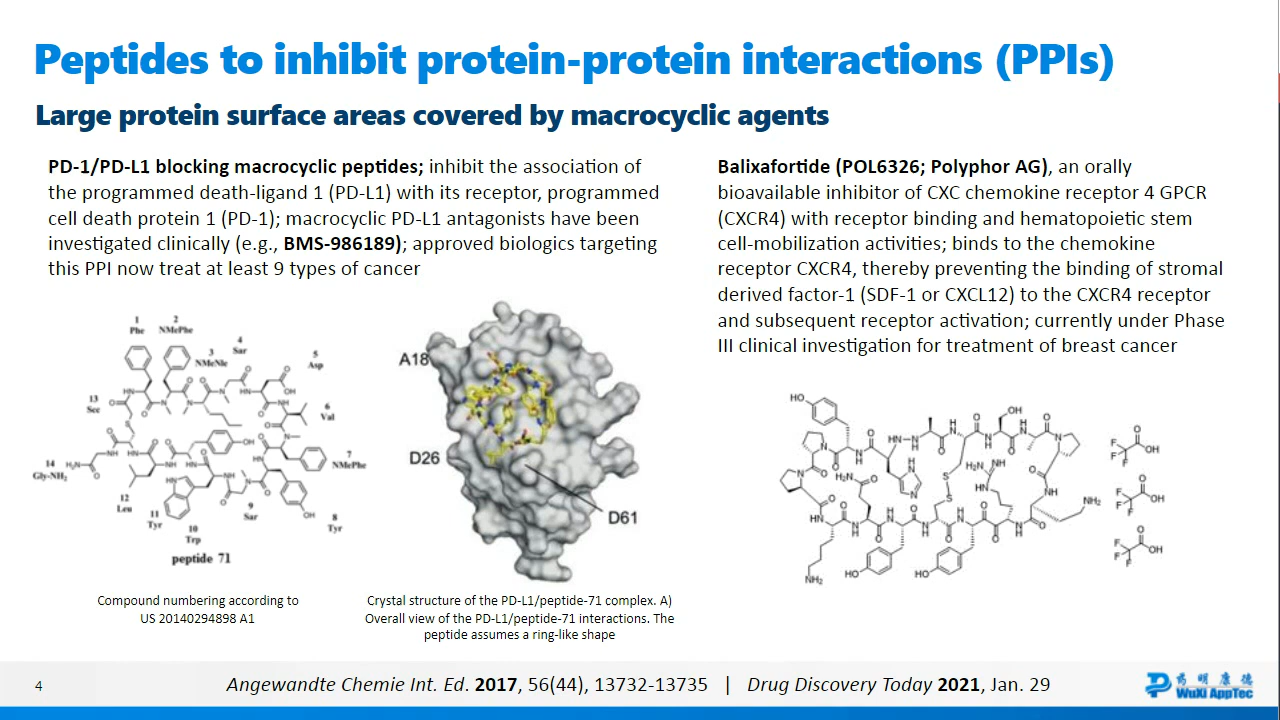 Peptides to inhibit protein-protein interactions (PPIs)
Large protein surface areas covered by macrocyclic agents
PD-1/PD-L1 blocking macrocyclic peptides; inhibit the association of
the programmed death-ligand 1 (PD-L1) with its receptor, programmed
cell death protein 1 (PD-1); macrocyclic PD-L1 antagonists have been
investigated clinically (e.g., BMS-986189); approved biologics targeting
this PPI now treat at least 9 types of cancer
Balixafortide (POL6326; Polyphor AG), an orally
bioavailable inhibitor of CXC chemokine receptor 4 GPCR
(CXCR4) with receptor binding and hematopoietic stem
cell-mobilization activities; binds to the chemokine
receptor CXCR4, thereby preventing the binding of stromal
derived factor-1 (SDF-1 or CXCL12) to the CXCR4 receptor
and subsequent receptor activation; currently under Phase
III clinical investigation for treatment of breast cancer
1
Phe
2
NMePhe
3
NMeNle
4
Sar
5
Asp
6
Val
7
NMePhe
8
Tyr
9
Sar
10
Trp
11
Tyr
12
Leu
13
14
Gly-NH₂
peptide 71
A18
D26
D61
Compound numbering according to
US 20140294898 A1
Crystal structure of the PD-L1/peptide-71 complex. A)
Overall view of the PD-L1/peptide-71 interactions. The
peptide assumes a ring-like shape
4
Angewandte Chemie Int. Ed. 2017, 56(44), 13732-13735 | Drug Discovery Today 2021, Jan. 29
药明康德
WuXi AppTec